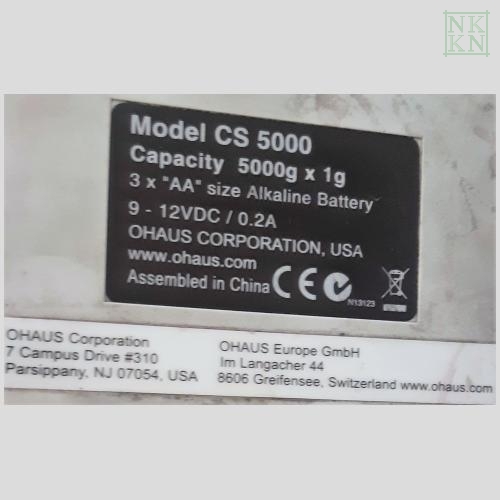 NK
KN
Model CS 5000
Capacity 5000g x 1g
3 x "AA" size Alkaline Battery
9 - 12VDC / 0.2A
OHAUS CORPORATION, USA
www.ohaus.com
Assembled in China CE
N13123
OHAUS Corporation
7 Campus Drive #310
Parsippany, NJ 07054, USA
OHAUS Europe GmbH
Im Langacher 44
8606 Greifensee, Switzerland www.ohaus.com